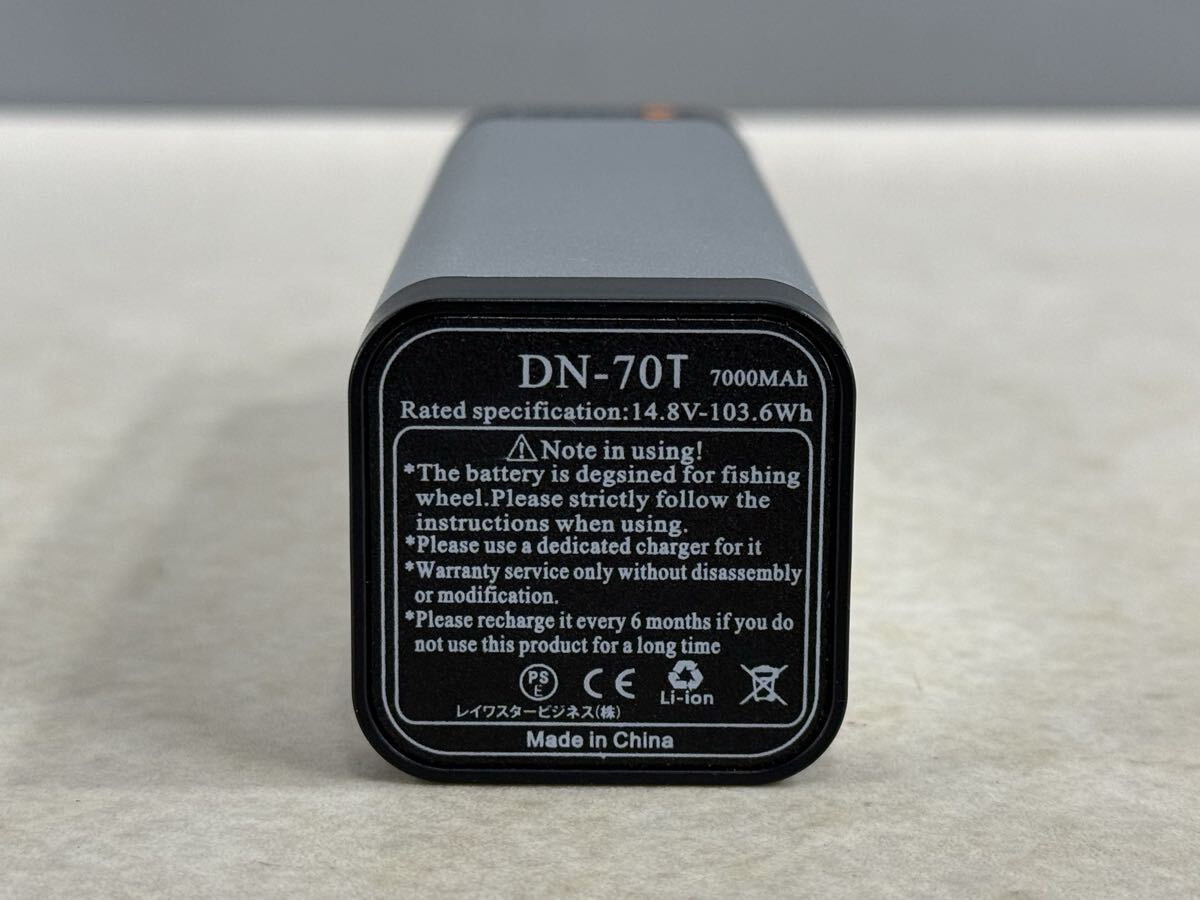 DN-70T 7000MAh
Rated specification:14.8V-103.6Wh
Note in using!
*The battery is degsined for fishing
wheel.Please strictly follow the
instructions when using.
*Please use a dedicated charger for it
*Warranty service only without disassembly
or modification.
*Please recharge it every 6 months if you do
not use this product for a long time
PS
E
CE
Li-ion
レイワスタービジネス(株)
Made in China